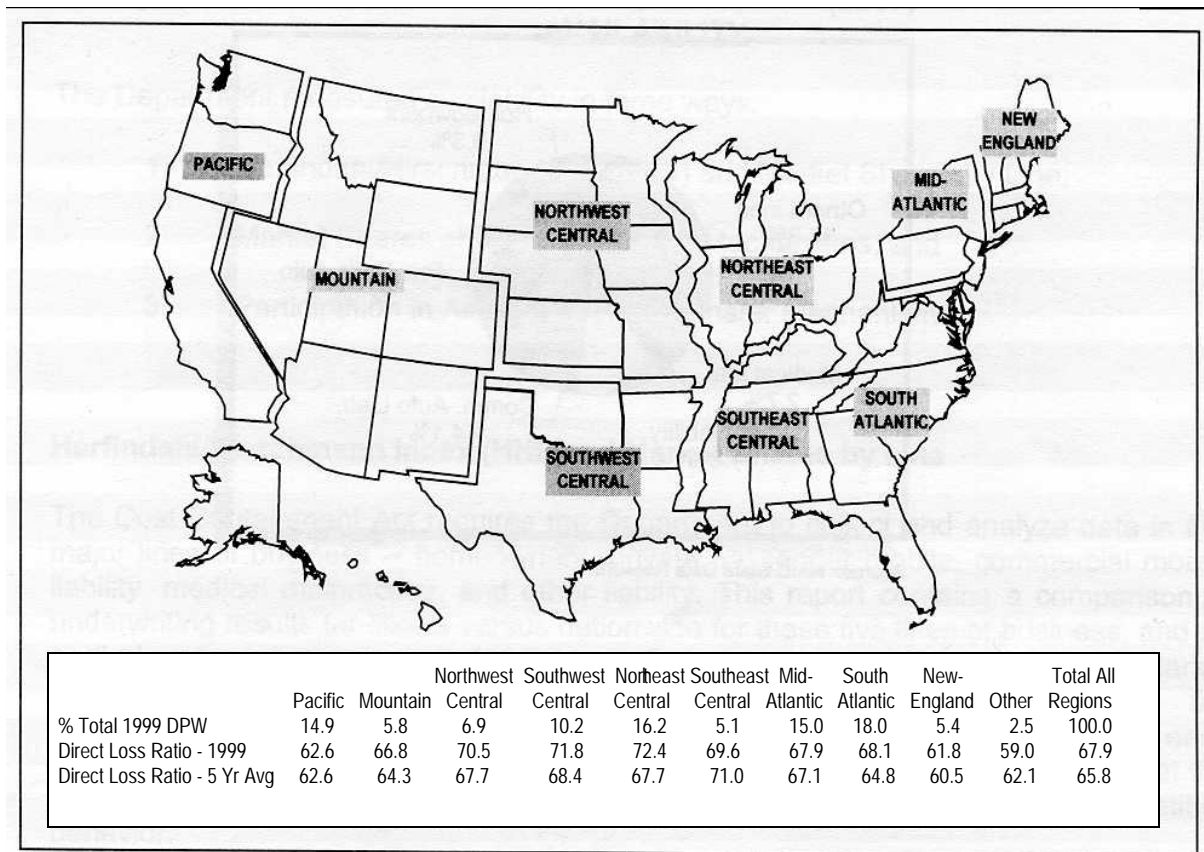 NEW
ENGLAND
PACIFIC
MID-
ATLANTIC
NORTHWEST
CENTRAL
NORTHEAST
CENTRAL
MOUNTAIN
SOUTH
ATLANTIC
SOUTHEAST
CENTRAL
SOUTHWEST
CENTRAL
Northwest Southwest Northeast Southeast Mid- South New- Total All
Pacific Mountain Central Central Central Central Atlantic Atlantic England Other Regions
% Total 1999 DPW 14.9 5.8 6.9 10.2 16.2 5.1 15.0 18.0 5.4 2.5 100.0
Direct Loss Ratio - 1999 62.6 66.8 70.5 71.8 72.4 69.6 67.9 68.1 61.8 59.0 67.9
Direct Loss Ratio - 5 Yr Avg 62.6 64.3 67.7 68.4 67.7 71.0 67.1 64.8 60.5 62.1 65.8